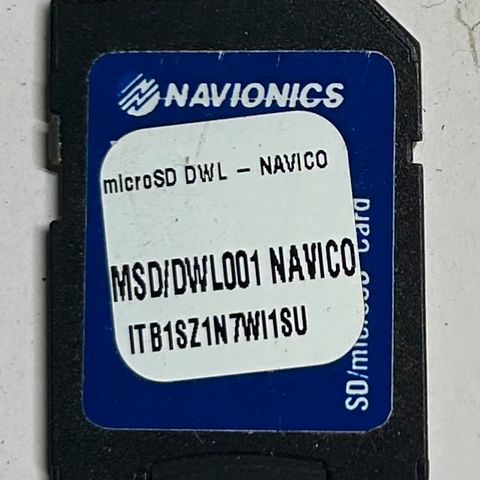 NAVIONICS
microSD DWL – NAVICO
MSD/DWL001 NAVICO
ITB1SZ1N7WI1SU
SD/microSD Card